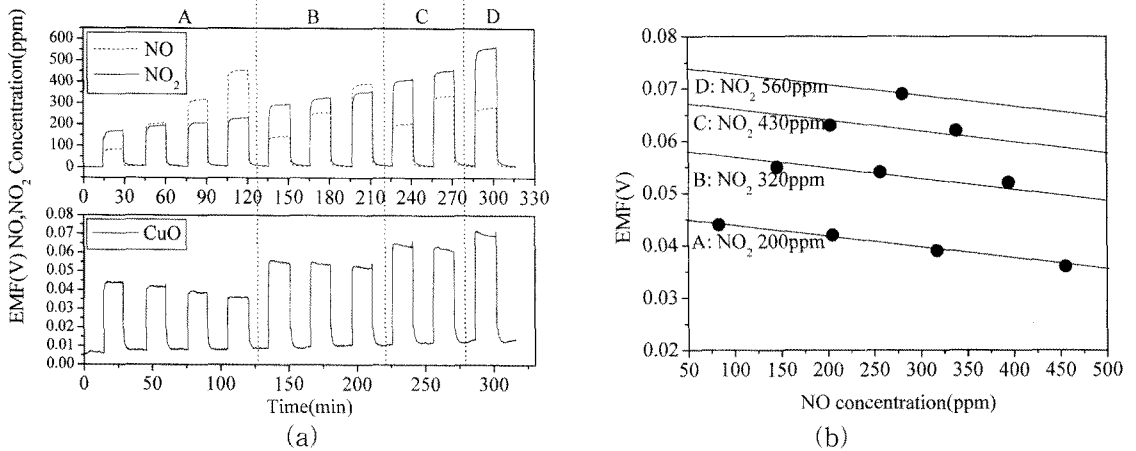 A B C D
NO
NO₂
600
500
400
300
200
100
0
0 30 60 90 120 150 180 210 240 270 300 330
CuO
0.08
0.07
0.06
0.05
0.04
0.03
0.02
0.01
0.00
0 50 100 150 200 250 300
Time(min)
EMF(V) NO,NO₂ Concentration(ppm)
(a)
0.08
0.07
0.06
0.05
0.04
0.03
0.02
EMF(V)
D: NO₂ 560ppm
C: NO₂ 430ppm
B: NO₂ 320ppm
A: NO₂ 200ppm
50 100 150 200 250 300 350 400 450 500
NO concentration(ppm)
(b)